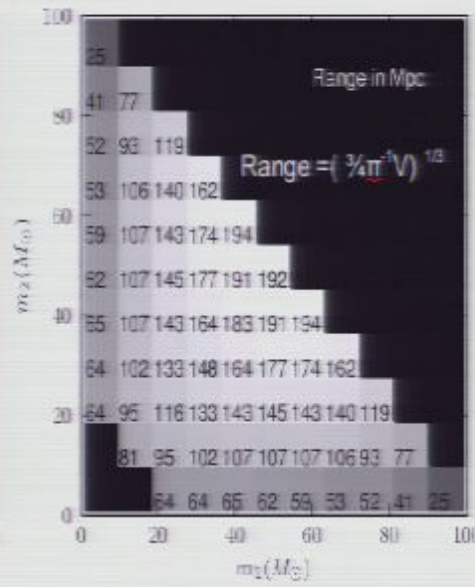 100
25
Range in Mpc
80
41 77
52 93 119
Range =( ¾π⁻¹V) ^1/3
53 106 140 162
60
59 107 143 174 194
62 107 145 177 191 192
40
65 107 143 164 183 191 194
64 102 133 148 164 177 174 162
20
64 95 116 133 143 145 143 140 119
81 95 102 107 107 107 106 93 77
64 64 65 62 59 53 52 41 25
0
0 20 40 60 80 100
m₂(M⊙)